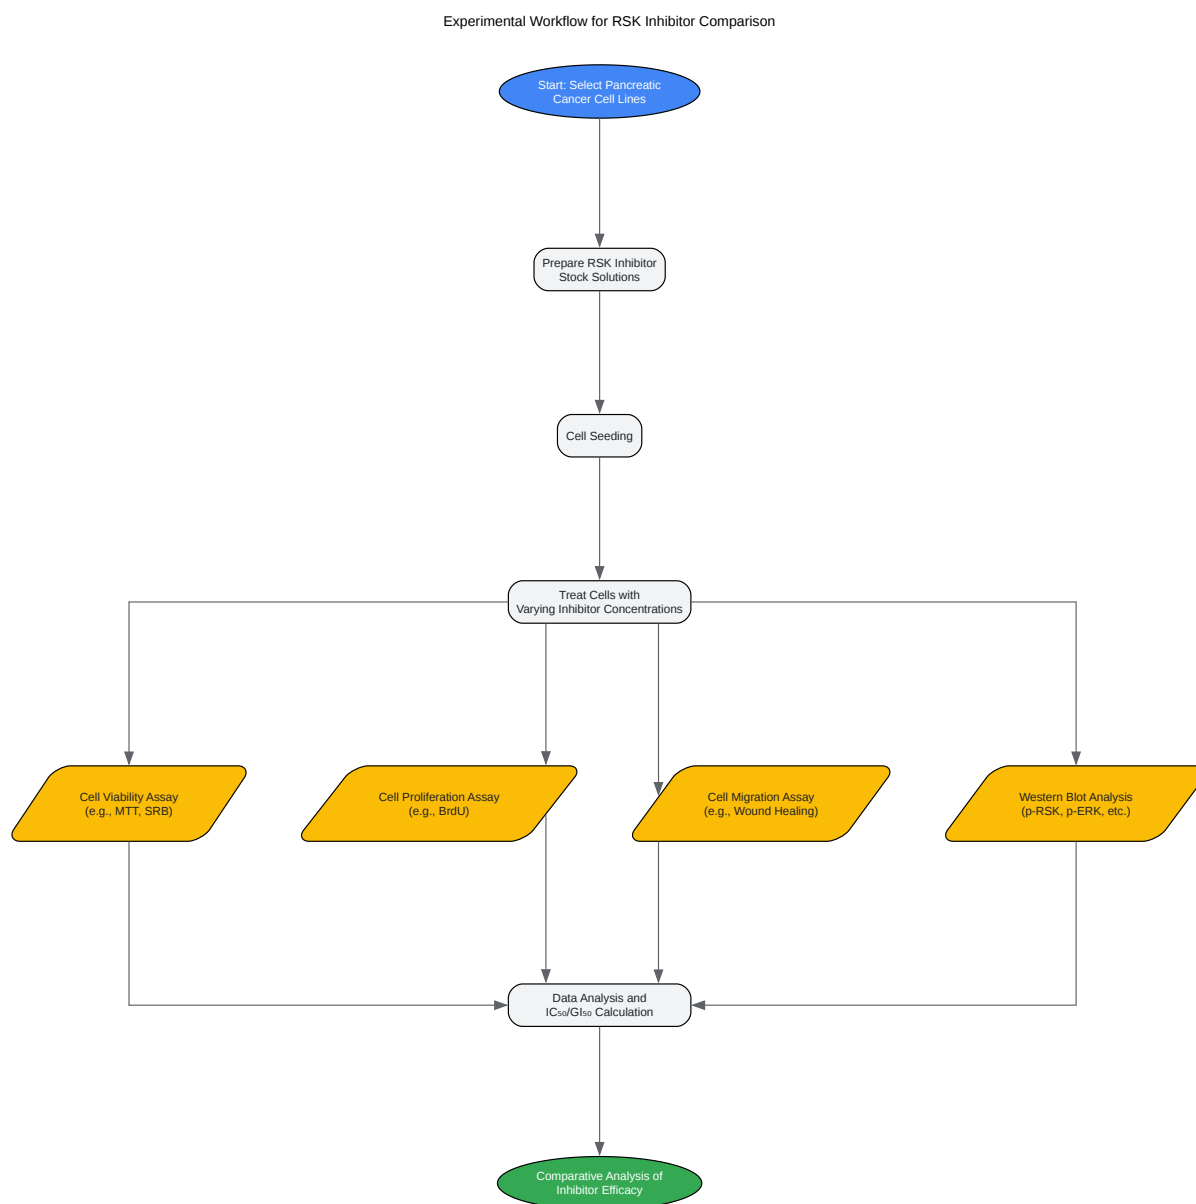 Experimental Workflow for RSK Inhibitor Comparison
Start: Select Pancreatic
Cancer Cell Lines
Prepare RSK Inhibitor
Stock Solutions
Cell Seeding
Treat Cells with
Varying Inhibitor Concentrations
Cell Viability Assay
(e.g., MTT, SRB)
Cell Proliferation Assay
(e.g., BrdU)
Cell Migration Assay
(e.g., Wound Healing)
Western Blot Analysis
(p-RSK, p-ERK, etc.)
Data Analysis and
IC₅₀/GI₅₀ Calculation
Comparative Analysis of
Inhibitor Efficacy